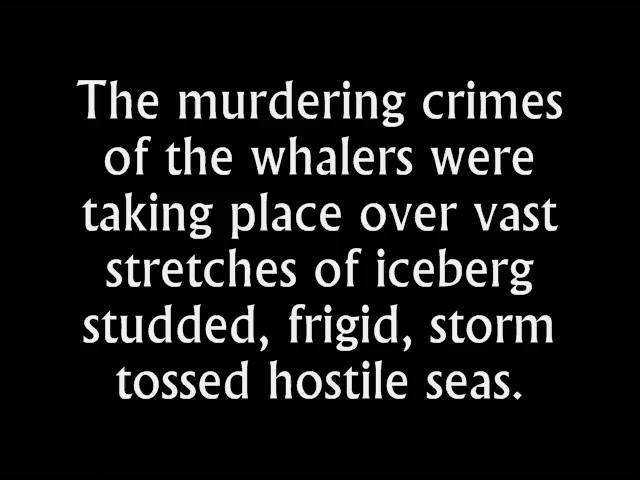 The murdering crimes
of the whalers were
taking place over vast
stretches of iceberg
studded, frigid, storm
tossed hostile seas.